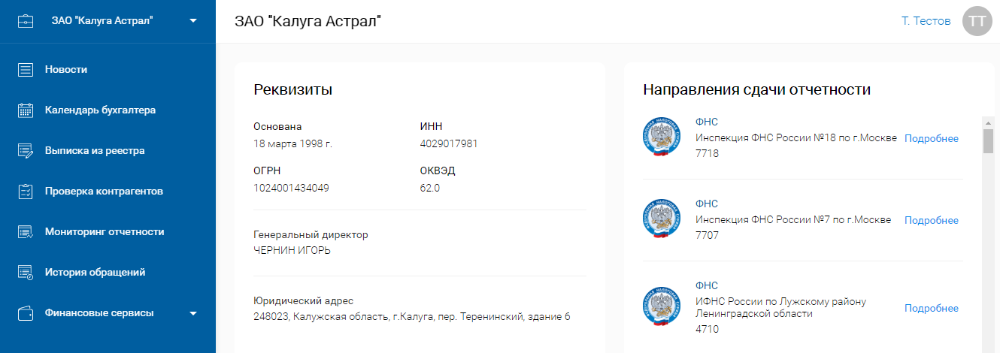 ЗАО "Калуга Астрал"
Новости
Календарь бухгалтера
Выписка из реестра
Проверка контрагентов
Мониторинг отчетности
История обращений
Финансовые сервисы
ЗАО "Калуга Астрал"
Т. Тестов
ТТ
Реквизиты
Основана
18 марта 1998 г.
ИНН
4029017981
ОГРН
1024001434049
ОКВЭД
62.0
Генеральный директор
ЧЕРНИН ИГОРЬ
Юридический адрес
248023, Калужская область, г.Калуга, пер. Теренинский, здание 6
Направления сдачи отчетности
ФНС
Инспекция ФНС России №18 по г.Москве
7718
Подробнее
ФНС
Инспекция ФНС России №7 по г.Москве
7707
Подробнее
ФНС
ИФНС России по Лужскому району
Ленинградской области
4710
Подробнее